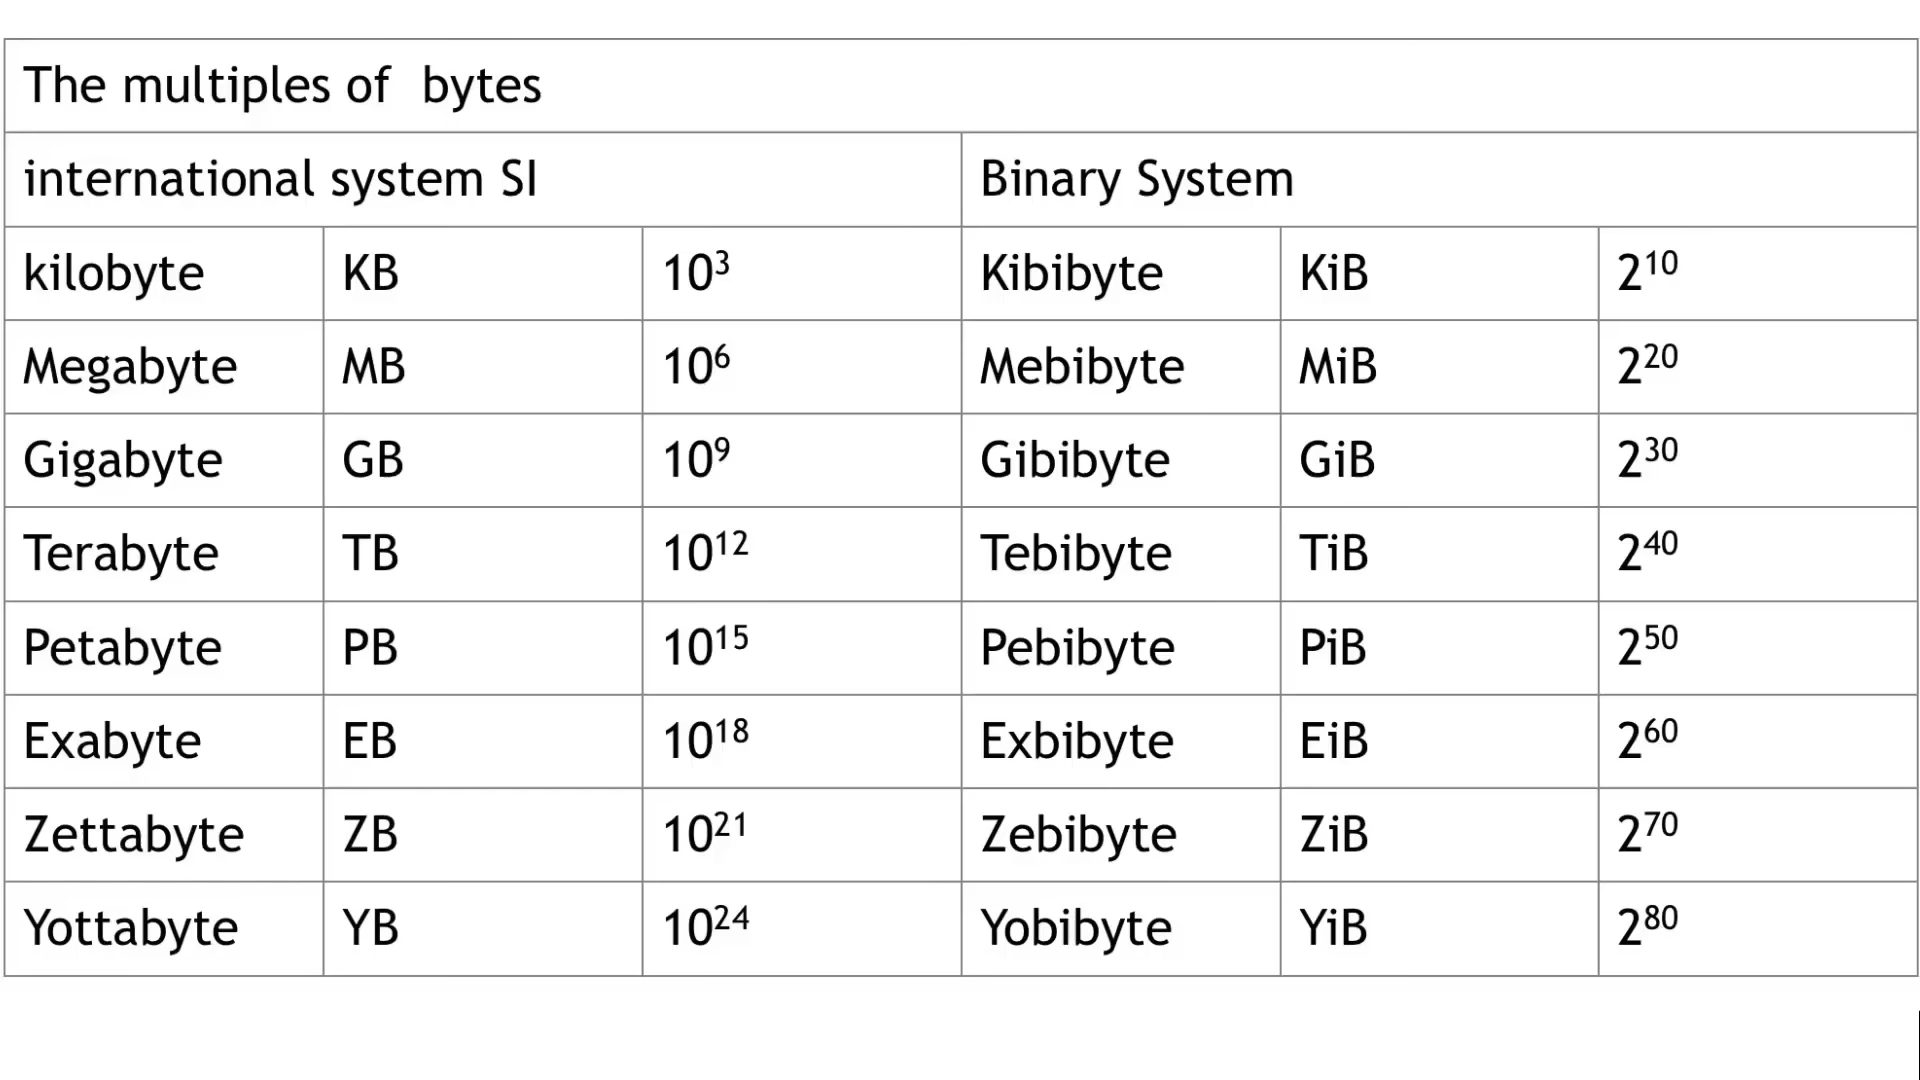 The multiples of  bytes
international system SI Binary System
kilobyte KB 10³ Kibibyte KiB 2¹⁰
Megabyte MB 10⁶ Mebibyte MiB 2²⁰
Gigabyte GB 10⁹ Gibibyte GiB 2³⁰
Terabyte TB 10¹² Tebibyte TiB 2⁴⁰
Petabyte PB 10¹⁵ Pebibyte PiB 2⁵⁰
Exabyte EB 10¹⁸ Exbibyte EiB 2⁶⁰
Zettabyte ZB 10²¹ Zebibyte ZiB 2⁷⁰
Yottabyte YB 10²⁴ Yobibyte YiB 2⁸⁰